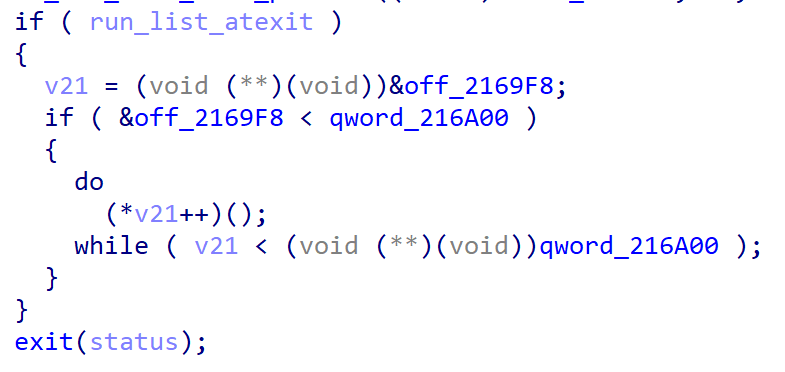 if ( run_list_atexit )
{
  v21 = (void (**)(void))&off_2169F8;
  if ( &off_2169F8 < qword_216A00 )
  {
    do
      (*v21++)();
    while ( v21 < (void (**)(void))qword_216A00 );
  }
}
exit(status);